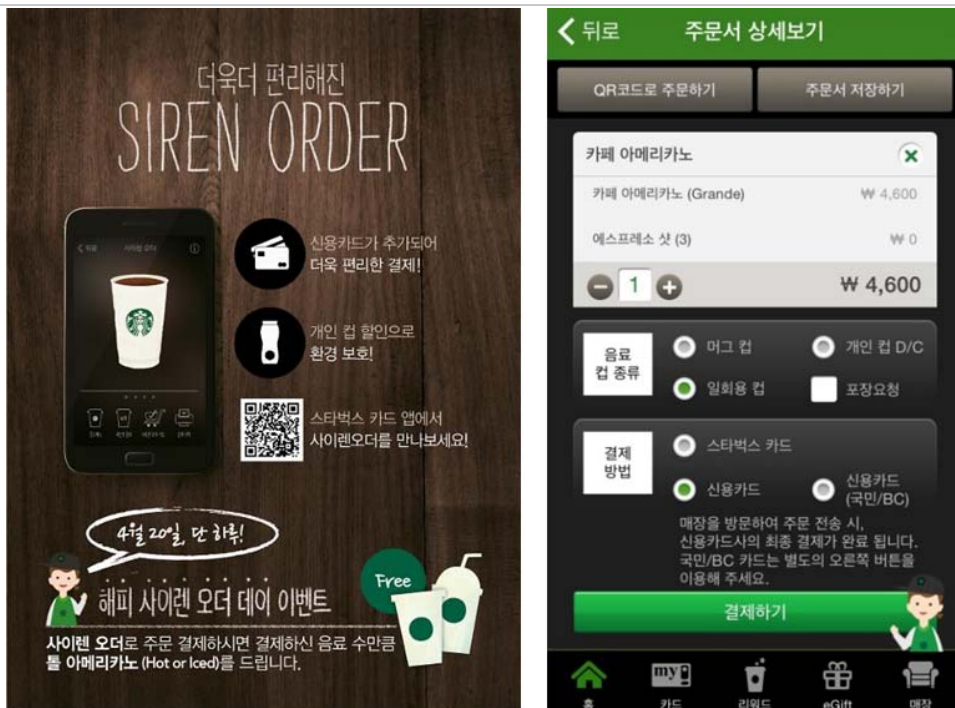 더욱더 편리해진
SIREN ORDER
뒤로
사이렌 오더
신용카드가 추가되어
더욱 편리한 결제!
개인 컵 할인으로
환경 보호!
스타벅스 카드 앱에서
사이렌오더를 만나보세요!
4월 20일, 단 하루!
Free
해피 사이렌 오더 데이 이벤트
사이렌 오더로 주문 결제하시면 결제하신 음료 수만큼
톨 아메리카노 (Hot or Iced)를 드립니다.
뒤로
주문서 상세보기
QR코드로 주문하기
주문서 저장하기
카페 아메리카노
카페 아메리카노 (Grande) ₩ 4,600
에스프레소 샷 (3) ₩ 0
1 ₩ 4,600
음료
컵 종류
머그 컵
개인 컵 D/C
일회용 컵
포장요청
결제
방법
스타벅스 카드
신용카드
신용카드
(국민/BC)
매장을 방문하여 주문 전송 시,
신용카드사의 최종 결제가 완료 됩니다.
국민/BC 카드는 별도의 오른쪽 버튼을
이용해 주세요.
결제하기
my
홈 카드 리워드 eGift 매장